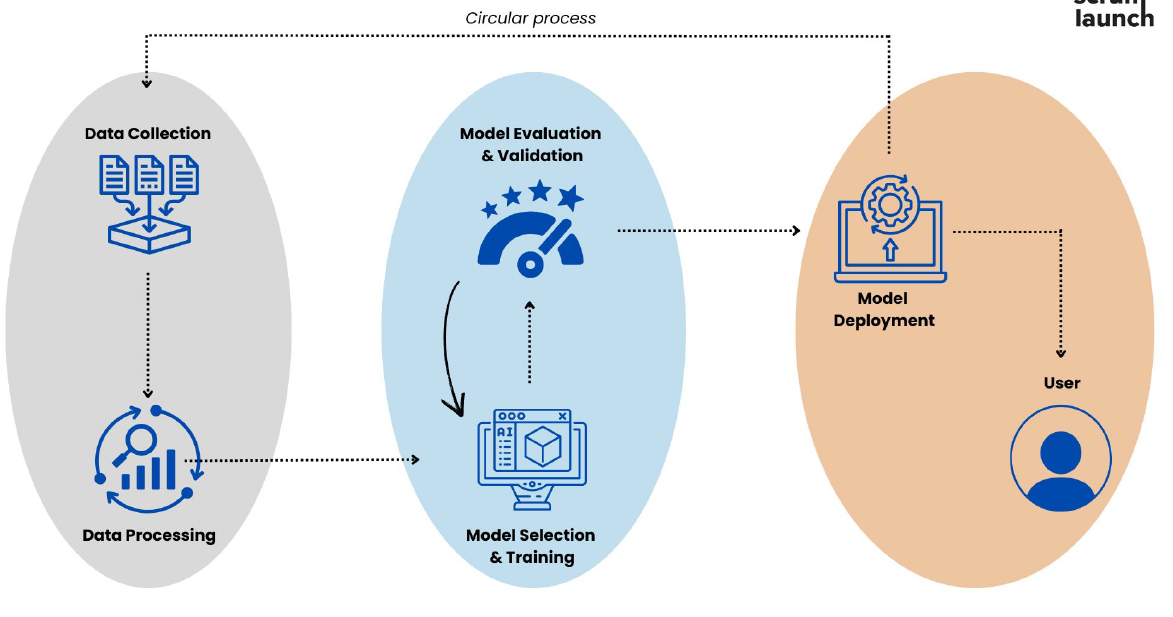 Circular process
launch
Data Collection
Model Evaluation
& Validation
Model
Deployment
User
AI
Data Processing
Model Selection
& Training